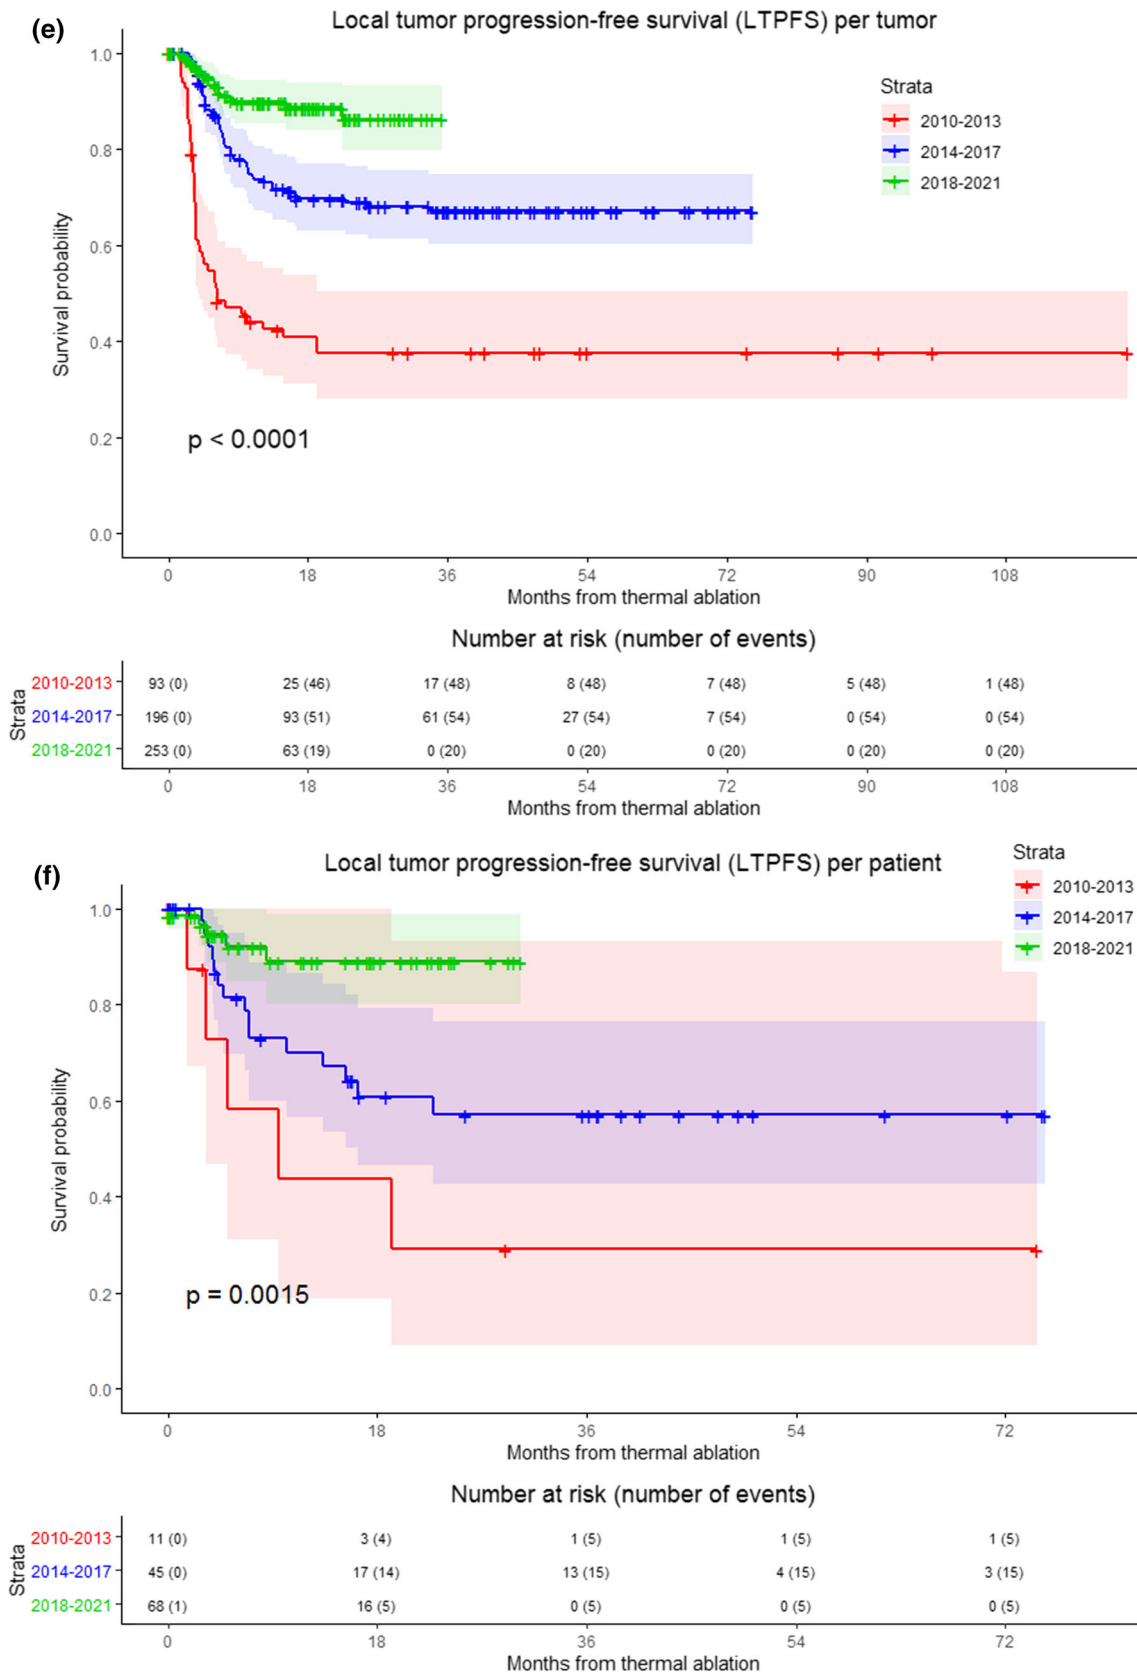 (e)
Local tumor progression-free survival (LTPFS) per tumor
Strata
2010-2013
2014-2017
2018-2021
Survival probability
1.0
0.8
0.6
0.4
0.2
0.0
p < 0.0001
0 18 36 54 72 90 108
Months from thermal ablation
Number at risk (number of events)
Strata
2010-2013 93 (0) 25 (46) 17 (48) 8 (48) 7 (48) 5 (48) 1 (48)
2014-2017 196 (0) 93 (51) 61 (54) 27 (54) 7 (54) 0 (54) 0 (54)
2018-2021 253 (0) 63 (19) 0 (20) 0 (20) 0 (20) 0 (20) 0 (20)
0 18 36 54 72 90 108
Months from thermal ablation
(f)
Local tumor progression-free survival (LTPFS) per patient
Strata
2010-2013
2014-2017
2018-2021
Survival probability
1.0
0.8
0.6
0.4
0.2
0.0
p = 0.0015
0 18 36 54 72
Months from thermal ablation
Number at risk (number of events)
Strata
2010-2013 11 (0) 3 (4) 1 (5) 1 (5) 1 (5)
2014-2017 45 (0) 17 (14) 13 (15) 4 (15) 3 (15)
2018-2021 68 (1) 16 (5) 0 (5) 0 (5) 0 (5)
0 18 36 54 72
Months from thermal ablation